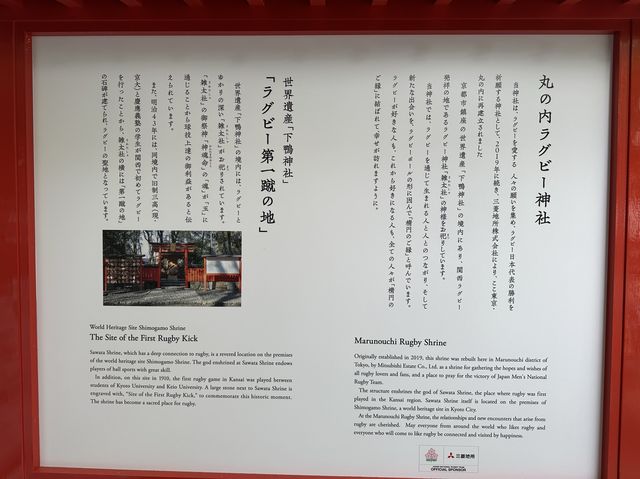 丸の内ラグビー神社
当神社は、ラグビーを愛する人々の願いを集め、ラグビー日本代表の勝利を
祈願する神社として、2019年に続き、三菱地所株式会社により、ここ東京・
丸の内に再建立されました
京都市鎮座の世界遺産「下鴨神社」の境内にあり、関西ラグビー
発祥の地であるラグビー神社「雑太社」の神様をお祀りしています。
当神社では、ラグビーを通じて生まれる人と人とのつながり、そして
新たな出会いを、ラグビーボールの形に因んで「楕円のご縁」と呼んでいます。
ラグビーが好きな人も、これから好きになる人も、全ての人々が「楕円の
ご縁」に結ばれて幸せが訪れますように。
世界遺産「下鴨神社」
「ラグビー第一蹴の地」
世界遺産「下鴨神社」の境内には、ラグビーと
ゆかりの深い、「雑太社」がお祀りされています。
「雑太社」の御祭神「神魂命」の「魂」が「玉」に
通じることから球技上達の御利益があると伝
えられています。
また、明治43年には、同境内で旧制三高(現、
京大)と慶應義塾の学生が関西で初めてラグビー
を行ったことから、雑太社の横には「第一蹴の地」
の石碑が建てられ、ラグビーの聖地となっています。
World Heritage Site Shimogamo Shrine
The Site of the First Rugby Kick
Sawata Shrine, which has a deep connection to rugby, is a revered location on the premises
of the world heritage site Shimogamo Shrine. The god enshrined at Sawata Shrine endows
players of ball sports with great skill.
In addition, on this site in 1910, the first rugby game in Kansai was played between
students of Kyoto University and Keio University. A large stone next to Sawata Shrine is
engraved with, "Site of the First Rugby Kick," to commemorate this historic moment.
The shrine has become a sacred place for rugby.
Marunouchi Rugby Shrine
Originally established in 2019, this shrine was rebuilt here in Marunouchi district of
Tokyo, by Mitsubishi Estate Co., Ltd, as a shrine for gathering the hopes and wishes of
all rugby lovers and fans, and a place to pray for the victory of Japan Men's National
Rugby Team.
The structure enshrines the god of Sawata Shrine, the place where rugby was first
played in the Kansai region. Sawata Shrine itself is located on the premises of
Shimogamo Shrine, a world heritage site in Kyoto City.
At the Marunouchi Rugby Shrine, the relationships and new encounters that arise from
rugby are cherished. May everyone from around the world who likes rugby and
everyone who will come to like rugby be connected and visited by happiness.
三菱地所
OFFICIAL SPONSOR